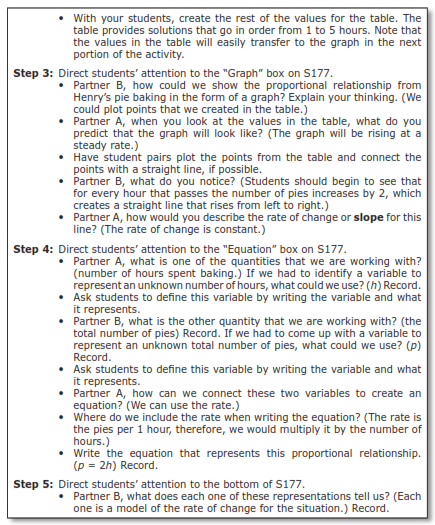 • With your students, create the rest of the values for the table. The
table provides solutions that go in order from 1 to 5 hours. Note that
the values in the table will easily transfer to the graph in the next
portion of the activity.
Step 3: Direct students' attention to the "Graph" box on S177.
• Partner B, how could we show the proportional relationship from
Henry's pie baking in the form of a graph? Explain your thinking. (We
could plot points that we created in the table.)
• Partner A, when you look at the values in the table, what do you
predict that the graph will look like? (The graph will be rising at a
steady rate.)
• Have student pairs plot the points from the table and connect the
points with a straight line, if possible.
• Partner B, what do you notice? (Students should begin to see that
for every hour that passes the number of pies increases by 2, which
creates a straight line that rises from left to right.)
• Partner A, how would you describe the rate of change or slope for this
line? (The rate of change is constant.)
Step 4: Direct students' attention to the "Equation" box on S177.
• Partner A, what is one of the quantities that we are working with?
(number of hours spent baking.) If we had to identify a variable to
represent an unknown number of hours, what could we use? (h) Record.
• Ask students to define this variable by writing the variable and what
it represents.
• Partner B, what is the other quantity that we are working with? (the
total number of pies) Record. If we had to come up with a variable to
represent an unknown total number of pies, what could we use? (p)
Record.
• Ask students to define this variable by writing the variable and what
it represents.
• Partner A, how can we connect these two variables to create an
equation? (We can use the rate.)
• Where do we include the rate when writing the equation? (The rate is
the pies per 1 hour, therefore, we would multiply it by the number of
hours.)
• Write the equation that represents this proportional relationship.
(p = 2h) Record.
Step 5: Direct students' attention to the bottom of S177.
• Partner B, what does each one of these representations tell us? (Each
one is a model of the rate of change for the situation.) Record.